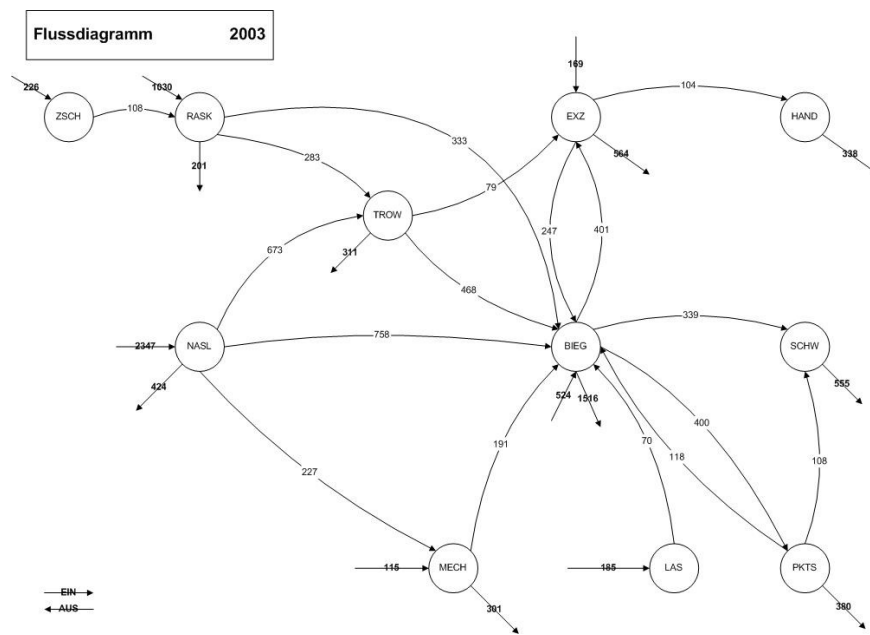 Flussdiagramm 2003
169
226
1030
104
108
ZSCH
RASK
EXZ
HAND
333
201
283
564
338
79
TROW
673
311
247
401
468
339
758
2347
NASL
BIEG
SCHW
424
524
1516
555
400
70
191
118
108
227
115
MECH
185
LAS
PKTS
EIN
AUS
301
380